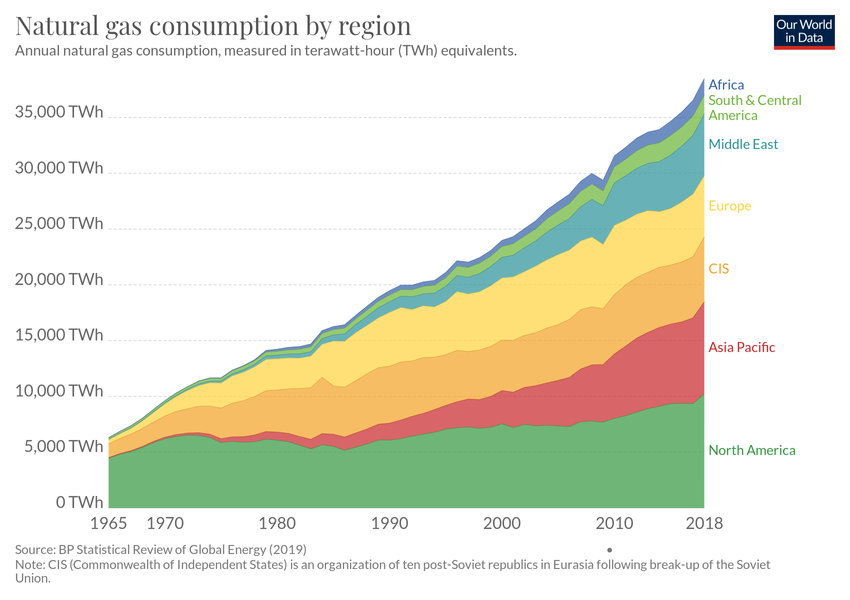 Natural gas consumption by region
Annual natural gas consumption, measured in terawatt-hour (TWh) equivalents.
Our World
in Data
35,000 TWh
30,000 TWh
25,000 TWh
20,000 TWh
15,000 TWh
10,000 TWh
5,000 TWh
0 TWh
Africa
South & Central
America
Middle East
Europe
CIS
Asia Pacific
North America
1965 1970 1980 1990 2000 2010 2018
Source: BP Statistical Review of Global Energy (2019)
Note: CIS (Commonwealth of Independent States) is an organization of ten post-Soviet republics in Eurasia following break-up of the Soviet
Union.